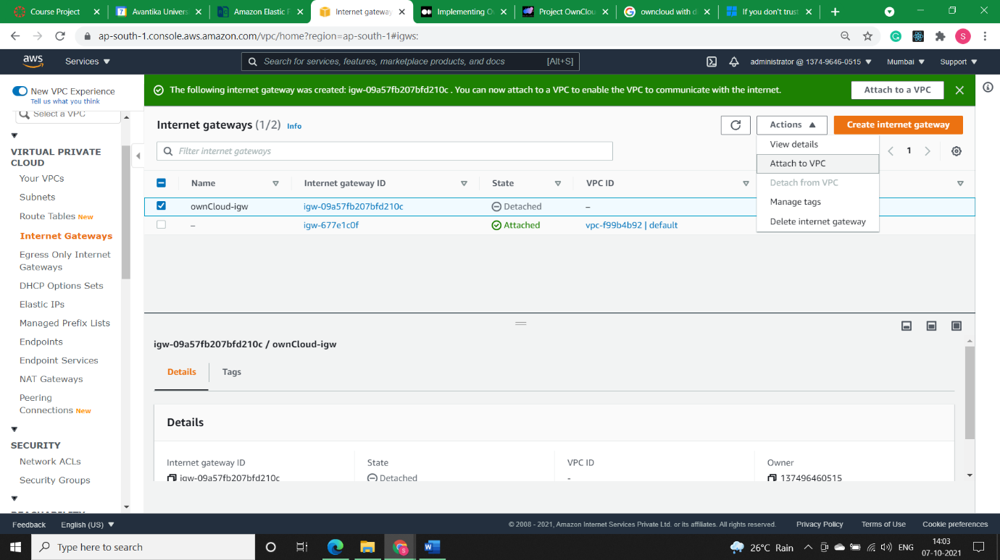 Course Project
Avantika Univers
Amazon Elastic F
Internet gateway
Implementing O
Project OwnClou
owncloud with d
If you don't trust
ap-south-1.console.aws.amazon.com/vpc/home?region=ap-south-1#igws:
S
aws
Services
Search for services, features, marketplace products, and docs
[Alt+S]
administrator @ 1374-9646-0515
Mumbai
Support
New VPC Experience
Tell us what you think
Select a VPC
VIRTUAL PRIVATE
CLOUD
Your VPCs
Subnets
Route Tables New
Internet Gateways
Egress Only Internet
Gateways
DHCP Options Sets
Elastic IPs
Managed Prefix Lists
Endpoints
Endpoint Services
NAT Gateways
Peering
Connections New
SECURITY
Network ACLs
Security Groups
The following internet gateway was created: igw-09a57fb207bfd210c . You can now attach to a VPC to enable the VPC to communicate with the internet.
Attach to a VPC
Internet gateways (1/2) Info
Actions
Create internet gateway
Filter internet gateways
1
View details
Attach to VPC
Detach from VPC
Manage tags
Delete internet gateway
Name Internet gateway ID State VPC ID
ownCloud-igw igw-09a57fb207bfd210c Detached –
– igw-677e1c0f Attached vpc-f99b4b92 | default
igw-09a57fb207bfd210c / ownCloud-igw
Details
Tags
Details
Internet gateway ID State VPC ID Owner
igw-09a57fb207bfd210c Detached - 137496460515
Feedback
English (US)
© 2008 - 2021, Amazon Internet Services Private Ltd. or its affiliates. All rights reserved.
Privacy Policy
Terms of Use
Cookie preferences
Type here to search
26°C Rain
ENG
14:03
07-10-2021